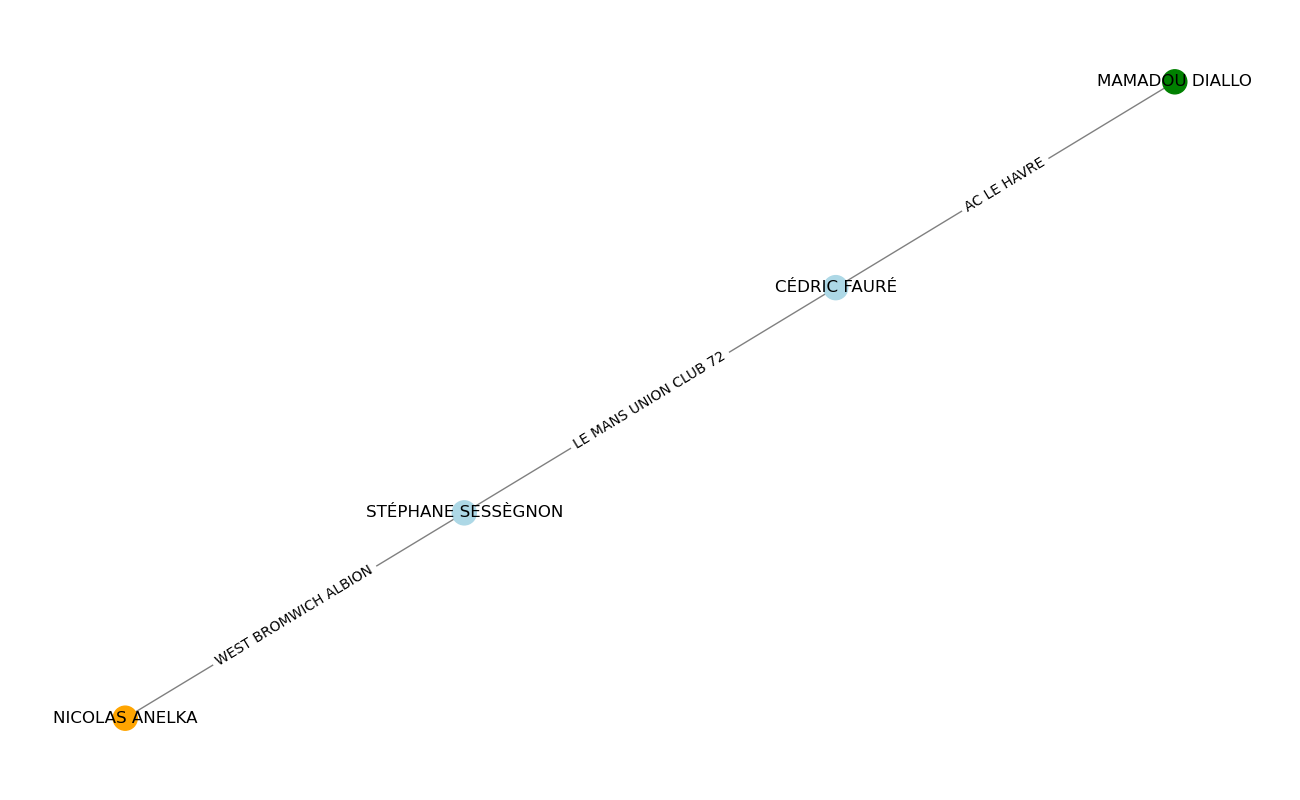 MAMADOU DIALLO
AC LE HAVRE
CÉDRIC FAURÉ
LE MANS UNION CLUB 72
STÉPHANE SESSÈGNON
WEST BROMWICH ALBION
NICOLAS ANELKA